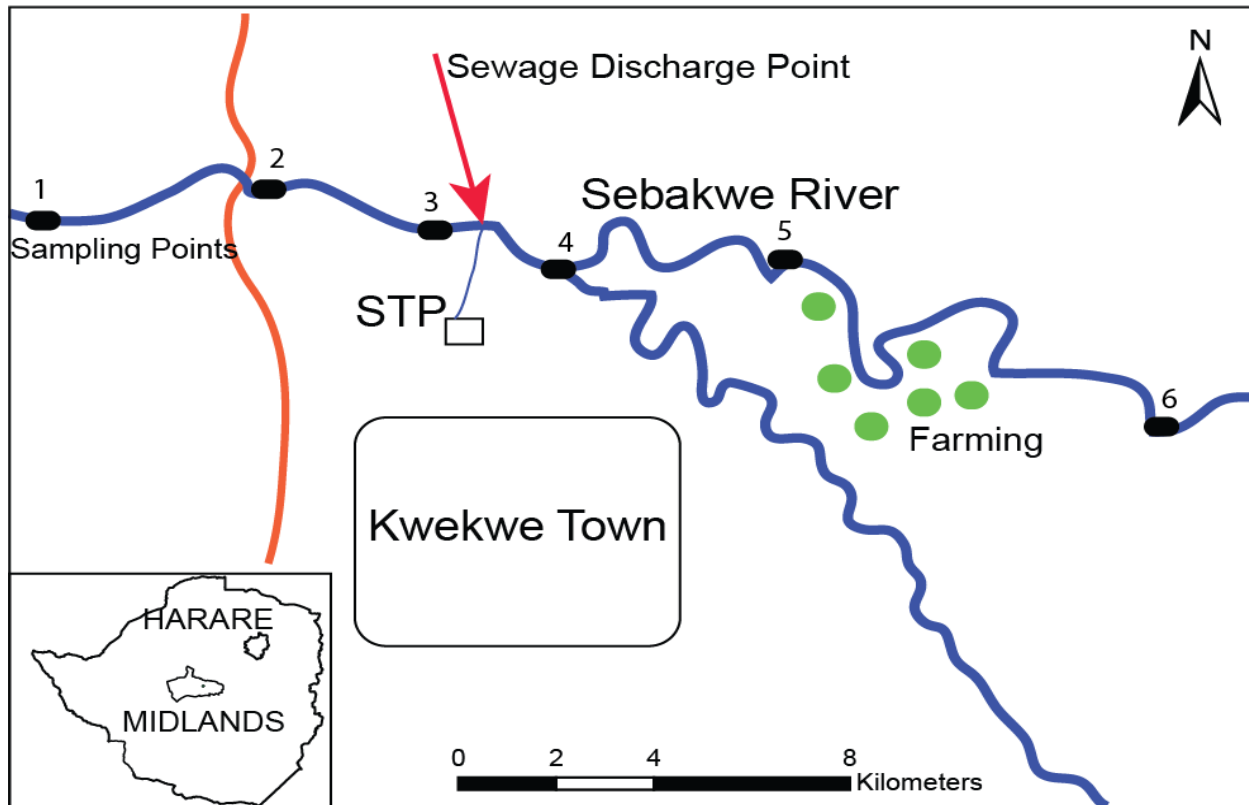 N
Sewage Discharge Point
2
1
3
Sebakwe River
Sampling Points
4
5
STP
6
Farming
Kwekwe Town
HARARE
MIDLANDS
0 2 4 8
Kilometers